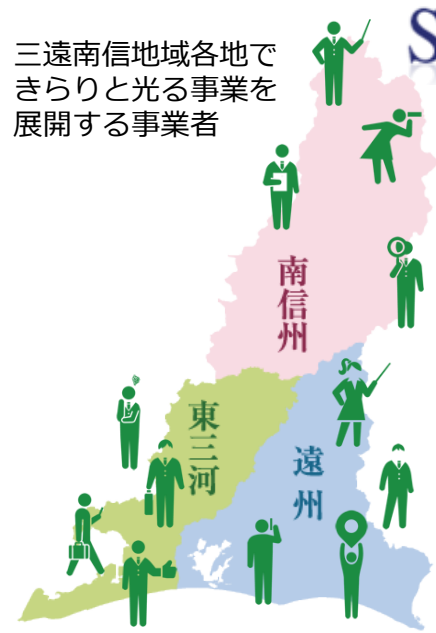 三遠南信地域各地で
きらりと光る事業を
展開する事業者
S
南信州
東三河
遠州